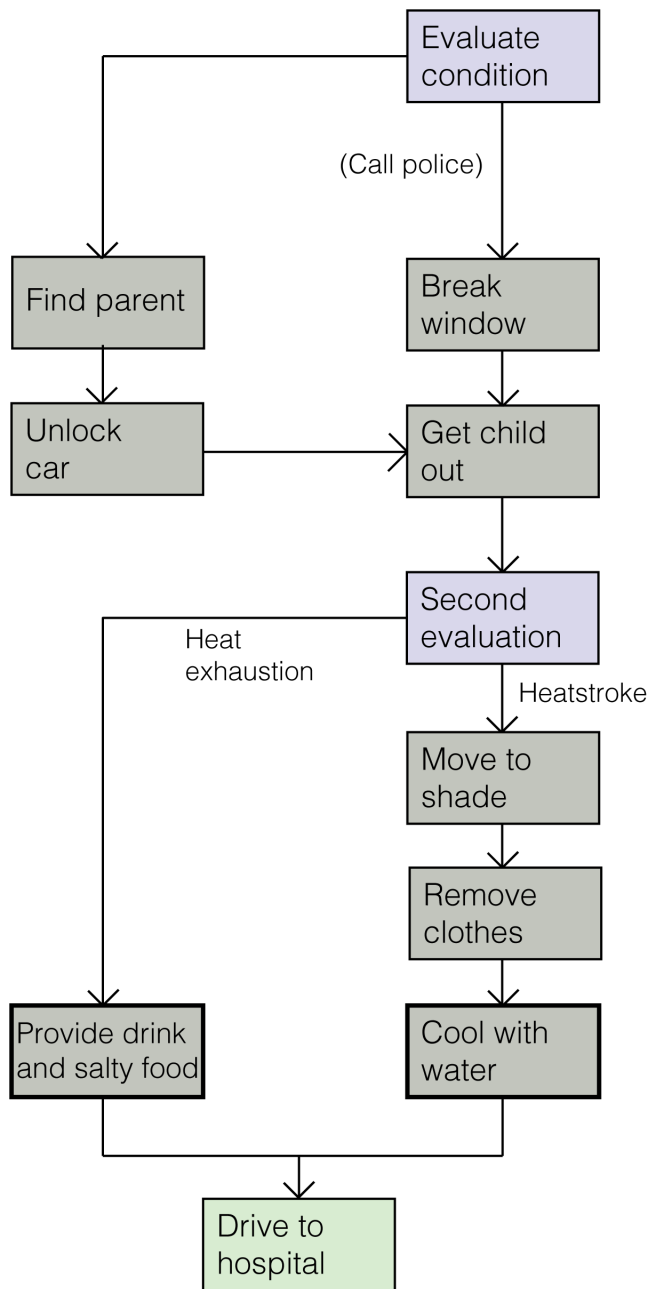 Evaluate
condition
(Call police)
Find parent
Break
window
Unlock
car
Get child
out
Second
evaluation
Heat
exhaustion
Heatstroke
Move to
shade
Remove
clothes
Provide drink
and salty food
Cool with
water
Drive to
hospital